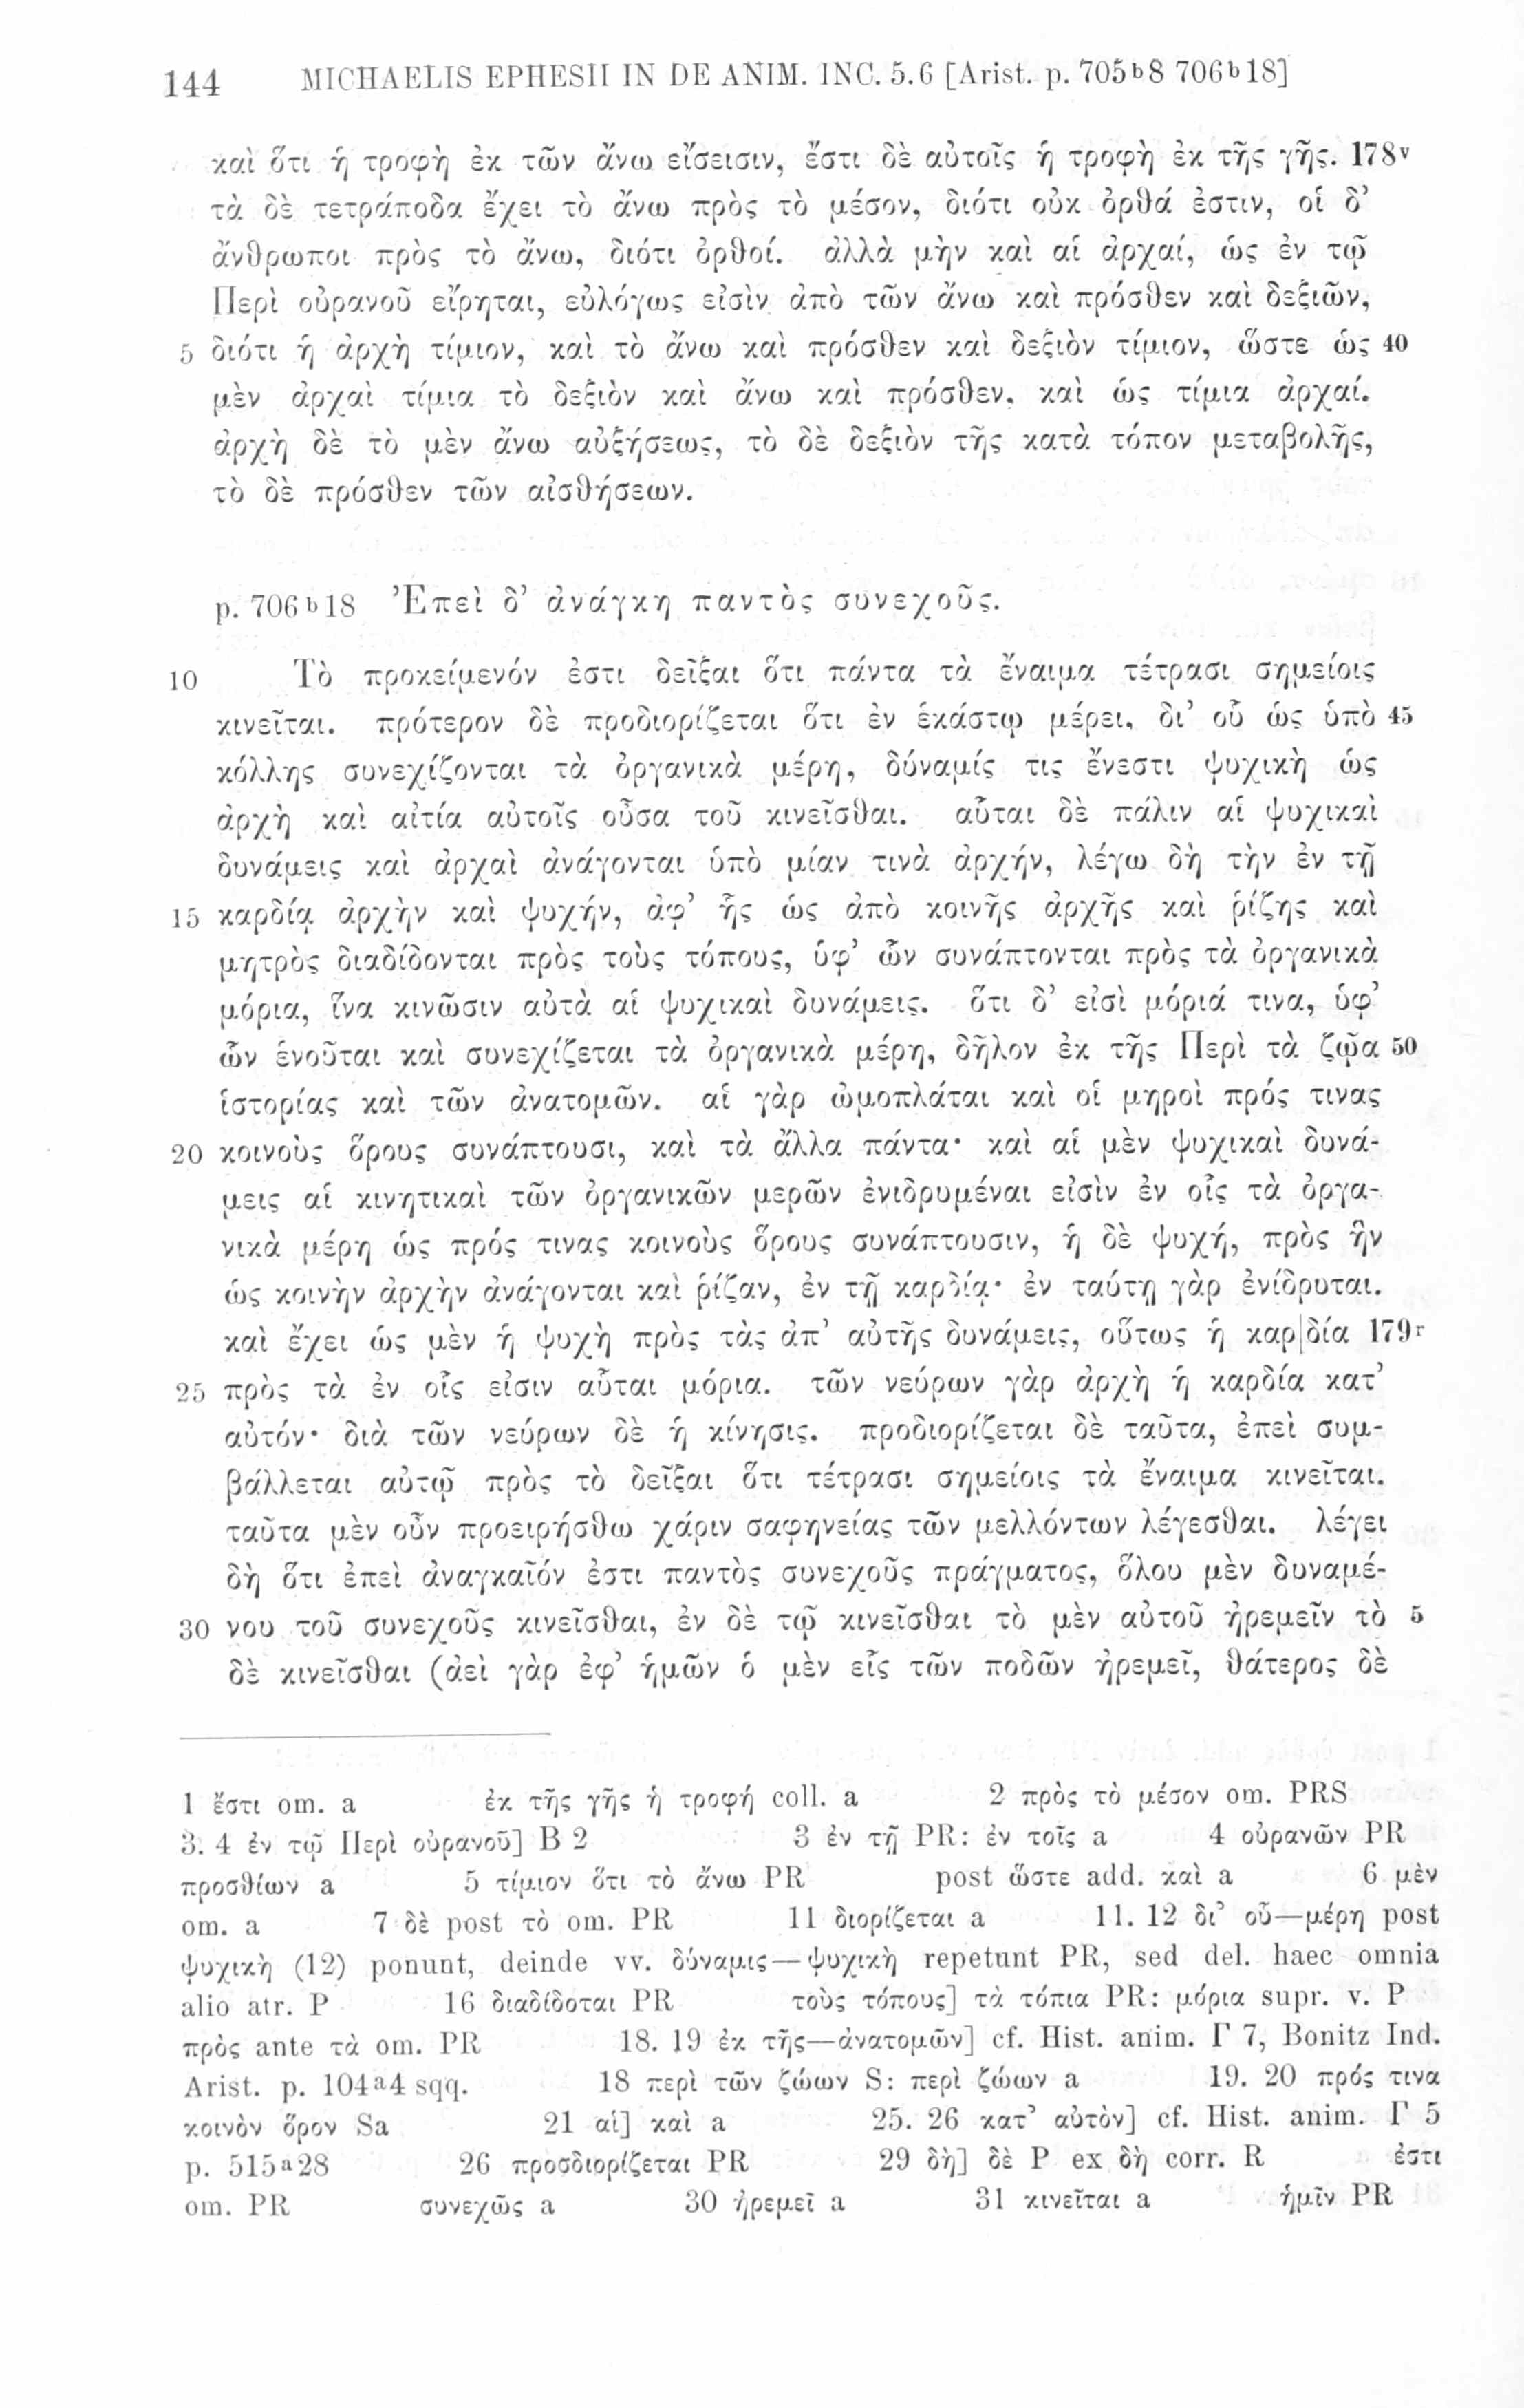 144 MICHAELIS EPHESII IN DE ANIM. INC. 5.6 [Arist. p. 705b8 706b18]
καὶ ὅτι ἡ τροφὴ ἐκ τῶν ἄνω εἴσεισιν, ἔστι δὲ αὐτοῖς ἡ τροφὴ ἐκ τῆς γῆς. 178v
τὰ δὲ τετράποδα ἔχει τὸ ἄνω πρὸς τὸ μέσον, διότι οὐκ ὀρθά ἐστιν, οἱ δ’
ἄνθρωποι πρὸς τὸ ἄνω, διότι ὀρθοί. ἀλλὰ μὴν καὶ αἱ ἀρχαί, ὡς ἐν τῷ
Περὶ οὐρανοῦ εἴρηται, εὐλόγως εἰσὶν ἀπὸ τῶν ἄνω καὶ πρόσθεν καὶ δεξιῶν,
5 διότι ἡ ἀρχὴ τίμιον, καὶ τὸ ἄνω καὶ πρόσθεν καὶ δεξιὸν τίμιον, ὥστε ὡς 40
μὲν ἀρχαὶ τίμια τὸ δεξιὸν καὶ ἄνω καὶ πρόσθεν, καὶ ὡς τίμια ἀρχαί.
ἀρχὴ δὲ τὸ μὲν ἄνω αὐξήσεως, τὸ δὲ δεξιὸν τῆς κατὰ τόπον μεταβολῆς,
τὸ δὲ πρόσθεν τῶν αἰσθήσεων.
p. 706b18 Ἐπεὶ δ’ ἀνάγκη παντὸς συνεχοῦς.
10 Τὸ προκείμενόν ἐστι δεῖξαι ὅτι πάντα τὰ ἔναιμα τέτρασι σημείοις
κινεῖται. πρότερον δὲ προδιορίζεται ὅτι ἐν ἑκάστῳ μέρει, δι’ οὗ ὡς ὑπὸ 45
κόλλης συνεχίζονται τὰ ὀργανικὰ μέρη, δύναμίς τις ἔνεστι ψυχικὴ ὡς
ἀρχὴ καὶ αἰτία αὐτοῖς οὖσα τοῦ κινεῖσθαι. αὗται δὲ πάλιν αἱ ψυχικαὶ
δυνάμεις καὶ ἀρχαὶ ἀνάγονται ὑπὸ μίαν τινὰ ἀρχήν, λέγω δὴ τὴν ἐν τῇ
15 καρδίᾳ ἀρχὴν καὶ ψυχήν, ἀφ’ ἧς ὡς ἀπὸ κοινῆς ἀρχῆς καὶ ῥίζης καὶ
μητρὸς διαδίδονται πρὸς τοὺς τόπους, ὑφ’ ὧν συνάπτονται πρὸς τὰ ὀργανικὰ
μόρια, ἵνα κινῶσιν αὐτὰ αἱ ψυχικαὶ δυνάμεις. ὅτι δ’ εἰσὶ μόριά τινα, ὑφ’
ὧν ἑνοῦται καὶ συνεχίζεται τὰ ὀργανικὰ μέρη, δῆλον ἐκ τῆς Περὶ τὰ ζῷα 50
ἱστορίας καὶ τῶν ἀνατομῶν. αἱ γὰρ ὠμοπλάται καὶ οἱ μηροὶ πρός τινας
20 κοινοὺς ὅρους συνάπτουσι, καὶ τὰ ἄλλα πάντα· καὶ αἱ μὲν ψυχικαὶ δυνά-
μεις αἱ κινητικαὶ τῶν ὀργανικῶν μερῶν ἐνιδρυμέναι εἰσὶν ἐν οἷς τὰ ὀργα-
νικὰ μέρη ὡς πρός τινας κοινοὺς ὅρους συνάπτουσιν, ἡ δὲ ψυχή, πρὸς ἣν
ὡς κοινὴν ἀρχὴν ἀνάγονται καὶ ῥίζαν, ἐν τῇ καρδίᾳ· ἐν ταύτῃ γὰρ ἐνίδρυται.
καὶ ἔχει ὡς μὲν ἡ ψυχὴ πρὸς τὰς ἀπ’ αὐτῆς δυνάμεις, οὕτως ἡ καρ|δία 179r
25 πρὸς τὰ ἐν οἷς εἰσιν αὗται μόρια. τῶν νεύρων γὰρ ἀρχὴ ἡ καρδία κατ’
αὐτόν· διὰ τῶν νεύρων δὲ ἡ κίνησις. προδιορίζεται δὲ ταῦτα, ἐπεὶ συμ-
βάλλεται αὐτῷ πρὸς τὸ δεῖξαι ὅτι τέτρασι σημείοις τὰ ἔναιμα κινεῖται.
ταῦτα μὲν οὖν προειρήσθω χάριν σαφηνείας τῶν μελλόντων λέγεσθαι. λέγει
δὴ ὅτι ἐπεὶ ἀναγκαῖόν ἐστι παντὸς συνεχοῦς πράγματος, ὅλου μὲν δυναμέ-
30 νου τοῦ συνεχοῦς κινεῖσθαι, ἐν δὲ τῷ κινεῖσθαι τὸ μὲν αὐτοῦ ἠρεμεῖν τὸ 5
δὲ κινεῖσθαι (ἀεὶ γὰρ ἐφ’ ἡμῶν ὁ μὲν εἷς τῶν ποδῶν ἠρεμεῖ, θάτερος δὲ
1 ἔστι om. a ἐκ τῆς γῆς ἡ τροφή coll. a 2 πρὸς τὸ μέσον om. PRS
3. 4 ἐν τῷ Περὶ οὐρανοῦ] B 2 3 ἐν τῇ PR: ἐν τοῖς a 4 οὐρανῶν PR
προσθίων a 5 τίμιον ὅτι τὸ ἄνω PR post ὥστε add. καὶ a 6 μὲν
om. a 7 δὲ post τὸ om. PR 11 διορίζεται a 11. 12 δι’ οὗ—μέρη post
ψυχικὴ (12) ponunt, deinde vv. δύναμις—ψυχικὴ repetunt PR, sed del. haec omnia
alio atr. P 16 διαδίδοται PR τοὺς τόπους] τὰ τόπια PR: μόρια supr. v. P
πρὸς ante τὰ om. PR 18. 19 ἐκ τῆς—ἀνατομῶν] cf. Hist. anim. Γ 7, Bonitz Ind.
Arist. p. 104a4 sqq. 18 περὶ τῶν ζώων S: περὶ ζώων a 19. 20 πρός τινα
κοινὸν ὅρον Sa 21 αἱ] καὶ a 25. 26 κατ’ αὐτὸν] cf. Hist. anim. Γ 5
p. 515a28 26 προσδιορίζεται PR 29 δὴ] δὲ P ex δὴ corr. R ἐστι
om. PR συνεχῶς a 30 ἠρεμεῖ a 31 κινεῖται a ἡμῖν PR